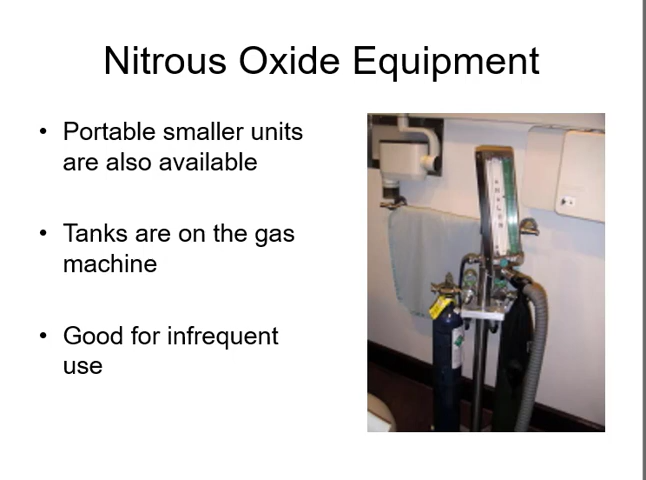 Nitrous Oxide Equipment
• Portable smaller units
are also available
• Tanks are on the gas
machine
• Good for infrequent
use